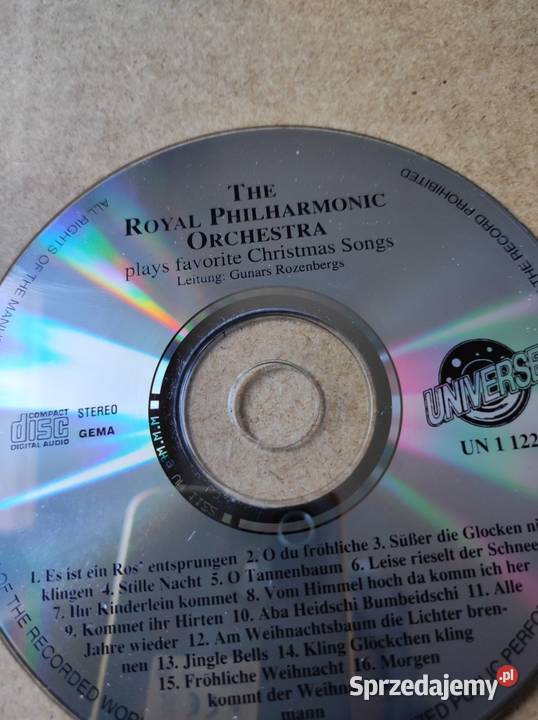 THE
ROYAL PHILHARMONIC
ORCHESTRA
plays favorite Christmas Songs
Leitung: Gunars Rozenbergs
ALL RIGHTS OF THE
THE RECORD PROHIBITED
COMPACT
disc
DIGITAL AUDIO
STEREO
GEMA
UNIVERSE
UN 1 122
1. Es ist ein Ros' entsprungen 2. O du fröhliche 3. Süßer die Glocken
klingen 4. Stille Nacht 5. O Tannenbaum 6. Leise rieselt der Schnee
7. Ihr Kinderlein kommet 8. Vom Himmel hoch da komm ich her
9. Kommet ihr Hirten 10. Aba Heidschi Bumbeidschi 11. Alle
Jahre wieder 12. Am Weihnachtsbaum die Lichter bren-
nen 13. Jingle Bells 14. Kling Glöckchen kling
15. Fröhliche Weihnacht 16. Morgen
kommt der Weihnachts-
mann
OF THE RECORDED
PUBLIC
Sprzedajemy.pl